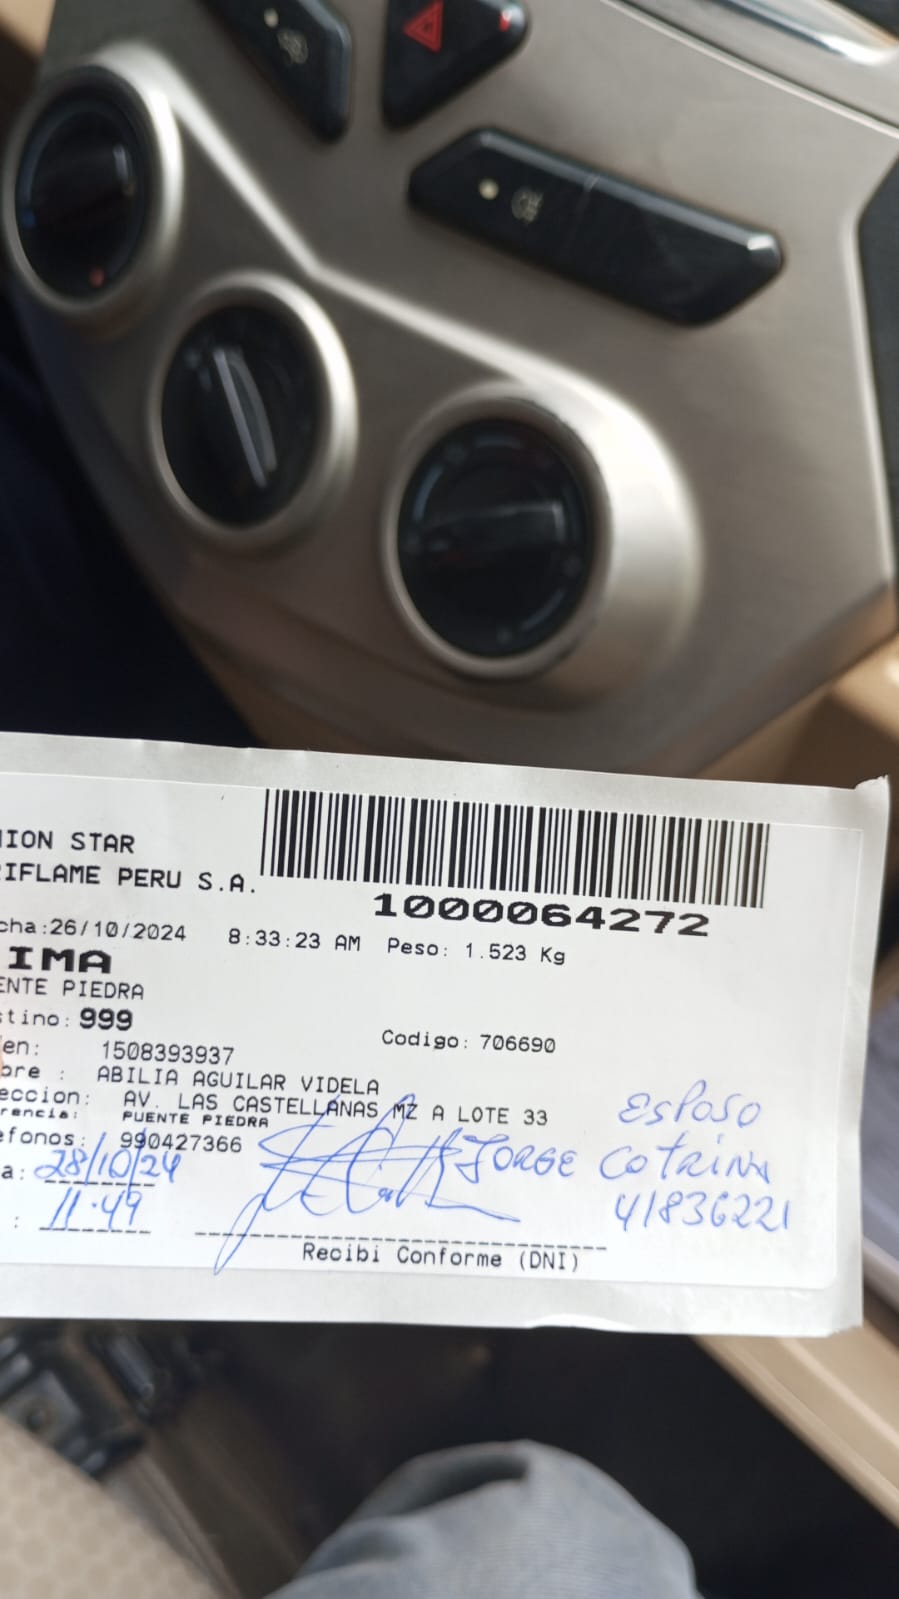 ION STAR
IFLAME PERU S.A.
1000064272
cha:26/10/2024 8:33:23 AM Peso: 1.523 Kg
IMA
ENTE PIEDRA
stino: 999
Codigo: 706690
en: 1508393937
bre : ABILIA AGUILAR VIDELA
eccion: AV. LAS CASTELLANAS MZ A LOTE 33
rencia: PUENTE PIEDRA
efonos: 990427366
a: 28/10/24
: 11:49
Esposo
JORGE COTRINA
41836221
Recibi Conforme (DNI)